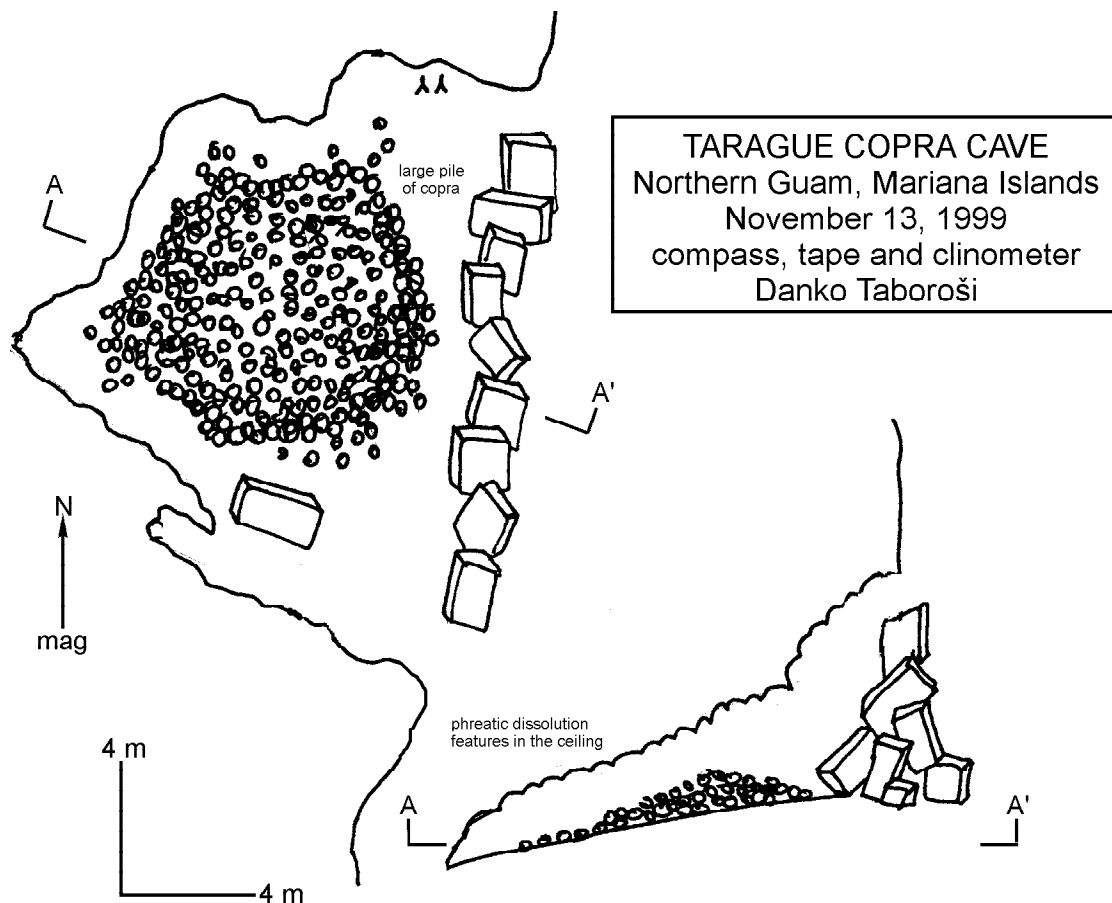 TARAGUE COPRA CAVE
Northern Guam, Mariana Islands
November 13, 1999
compass, tape and clinometer
Danko Taboroši
large pile
of copra
A
A'
N
mag
phreatic dissolution
features in the ceiling
4 m
4 m
A
A'